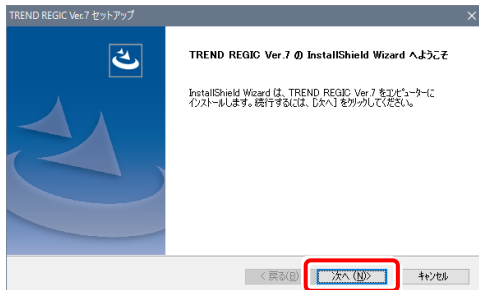 TREND REGIC Ver.7 セットアップ
TREND REGIC Ver.7 の InstallShield Wizard へようこそ
InstallShield Wizard は、TREND REGIC Ver.7 をコンピューターに
インストールします。続行するには、[次へ] をクリックしてください。
< 戻る(B)
次へ (N)>
キャンセル